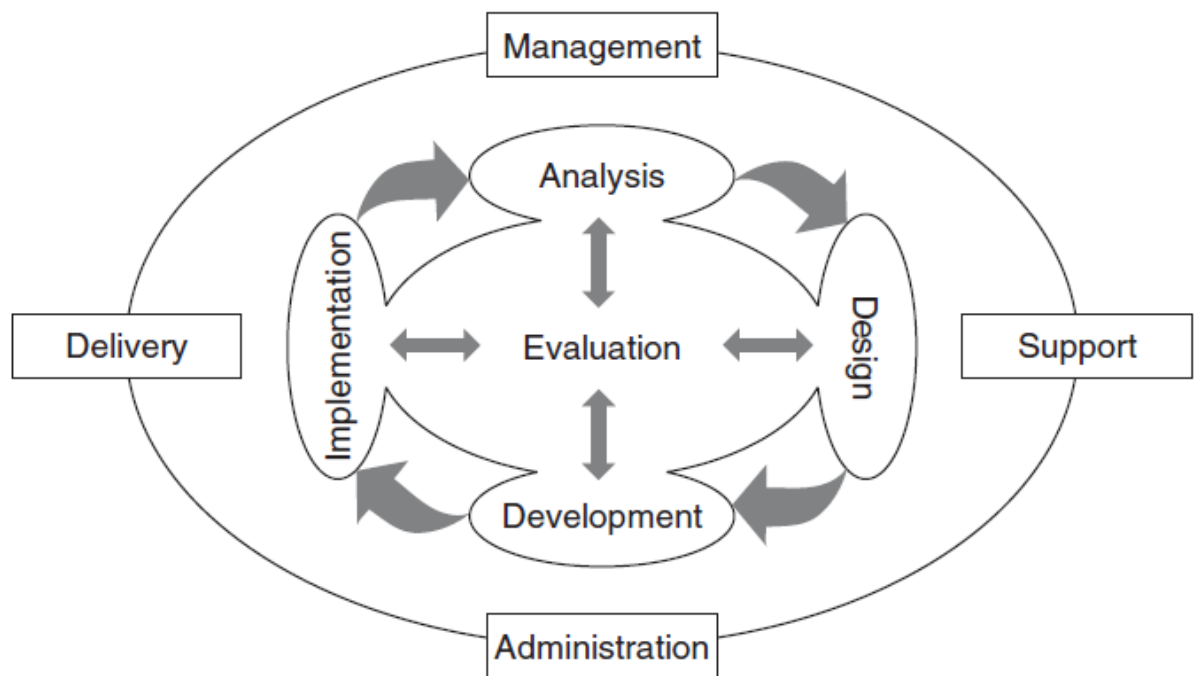 Management
Analysis
Implementation
Delivery
Evaluation
Design
Support
Development
Administration